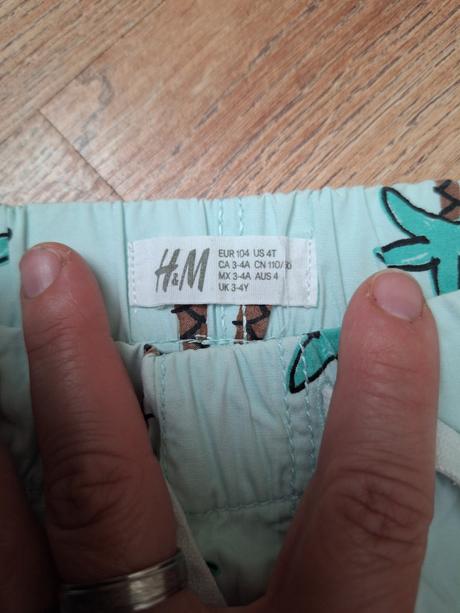 H&M
EUR 104 US 4T
CA 3-4A CN 110/
MX 3-4A AUS 4
UK 3-4Y